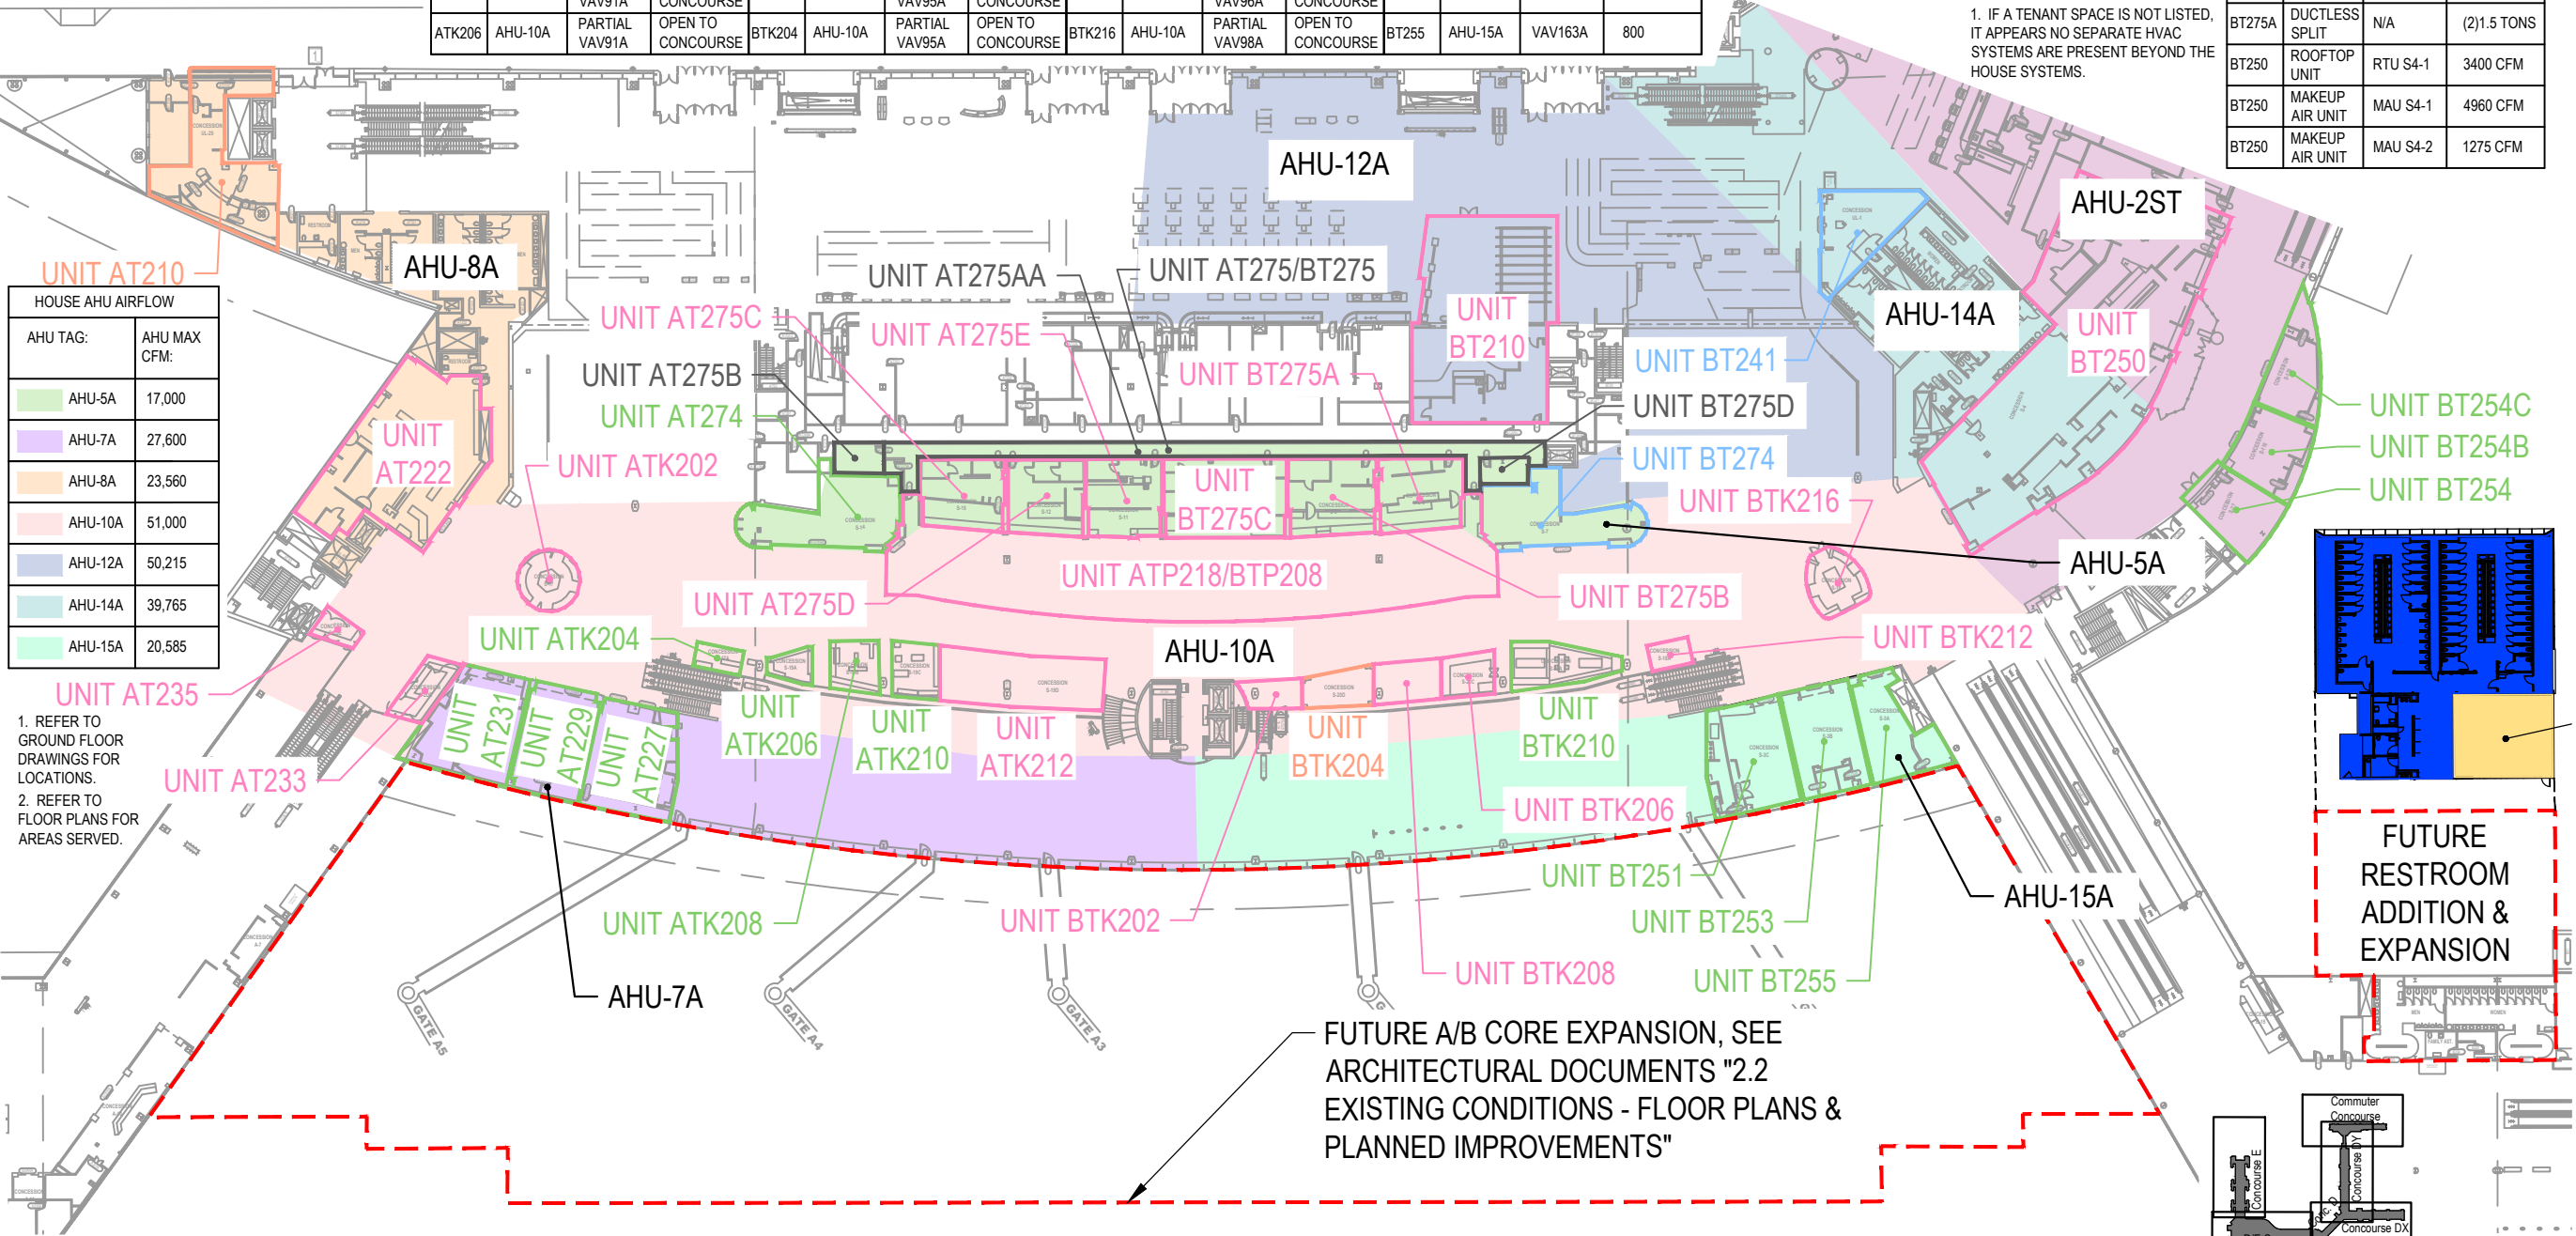 VAV91A CONCOURSE VAV95A CONCOURSE VAV96A CONCOURSE
ATK206 AHU-10A PARTIAL VAV91A OPEN TO CONCOURSE BTK204 AHU-10A PARTIAL VAV95A OPEN TO CONCOURSE BTK216 AHU-10A PARTIAL VAV98A OPEN TO CONCOURSE BT255 AHU-15A VAV163A 800
1. IF A TENANT SPACE IS NOT LISTED,
IT APPEARS NO SEPARATE HVAC
SYSTEMS ARE PRESENT BEYOND THE
HOUSE SYSTEMS.
BT275A DUCTLESS SPLIT N/A (2)1.5 TONS
BT250 ROOFTOP UNIT RTU S4-1 3400 CFM
BT250 MAKEUP AIR UNIT MAU S4-1 4960 CFM
BT250 MAKEUP AIR UNIT MAU S4-2 1275 CFM
1
AHU-12A
AHU-2ST
UNIT AT210
AHU-8A
UNIT AT275AA
UNIT AT275/BT275
HOUSE AHU AIRFLOW
AHU TAG: AHU MAX CFM:
AHU-5A 17,000
AHU-7A 27,600
AHU-8A 23,560
AHU-10A 51,000
AHU-12A 50,215
AHU-14A 39,765
AHU-15A 20,585
UNIT AT275C
UNIT AT275E
UNIT
BT210
AHU-14A
UNIT
BT250
UNIT AT275B
UNIT BT275A
UNIT BT241
UNIT AT274
UNIT BT275D
UNIT BT254C
UNIT
AT222
UNIT ATK202
UNIT
BT275C
UNIT BT274
UNIT BT254B
UNIT BTK216
UNIT BT254
UNIT ATP218/BTP208
AHU-5A
UNIT AT275D
UNIT BT275B
UNIT ATK204
AHU-10A
UNIT BTK212
UNIT AT235
1. REFER TO
GROUND FLOOR
DRAWINGS FOR
LOCATIONS.
2. REFER TO
FLOOR PLANS FOR
AREAS SERVED.
UNIT
AT231
UNIT
AT229
UNIT
AT227
UNIT
ATK206
UNIT
ATK210
UNIT
ATK212
UNIT
BTK204
UNIT
BTK210
UNIT AT233
UNIT BTK206
FUTURE
RESTROOM
ADDITION &
EXPANSION
UNIT BT251
UNIT ATK208
UNIT BTK202
UNIT BT253
AHU-15A
UNIT BTK208
UNIT BT255
AHU-7A
GATE A5
GATE A4
GATE A3
MEN
WOMEN
FUTURE A/B CORE EXPANSION, SEE
ARCHITECTURAL DOCUMENTS "2.2
EXISTING CONDITIONS - FLOOR PLANS &
PLANNED IMPROVEMENTS"
Commuter
Concourse
Concourse DY
Concourse E
Conc. D
Concourse DX